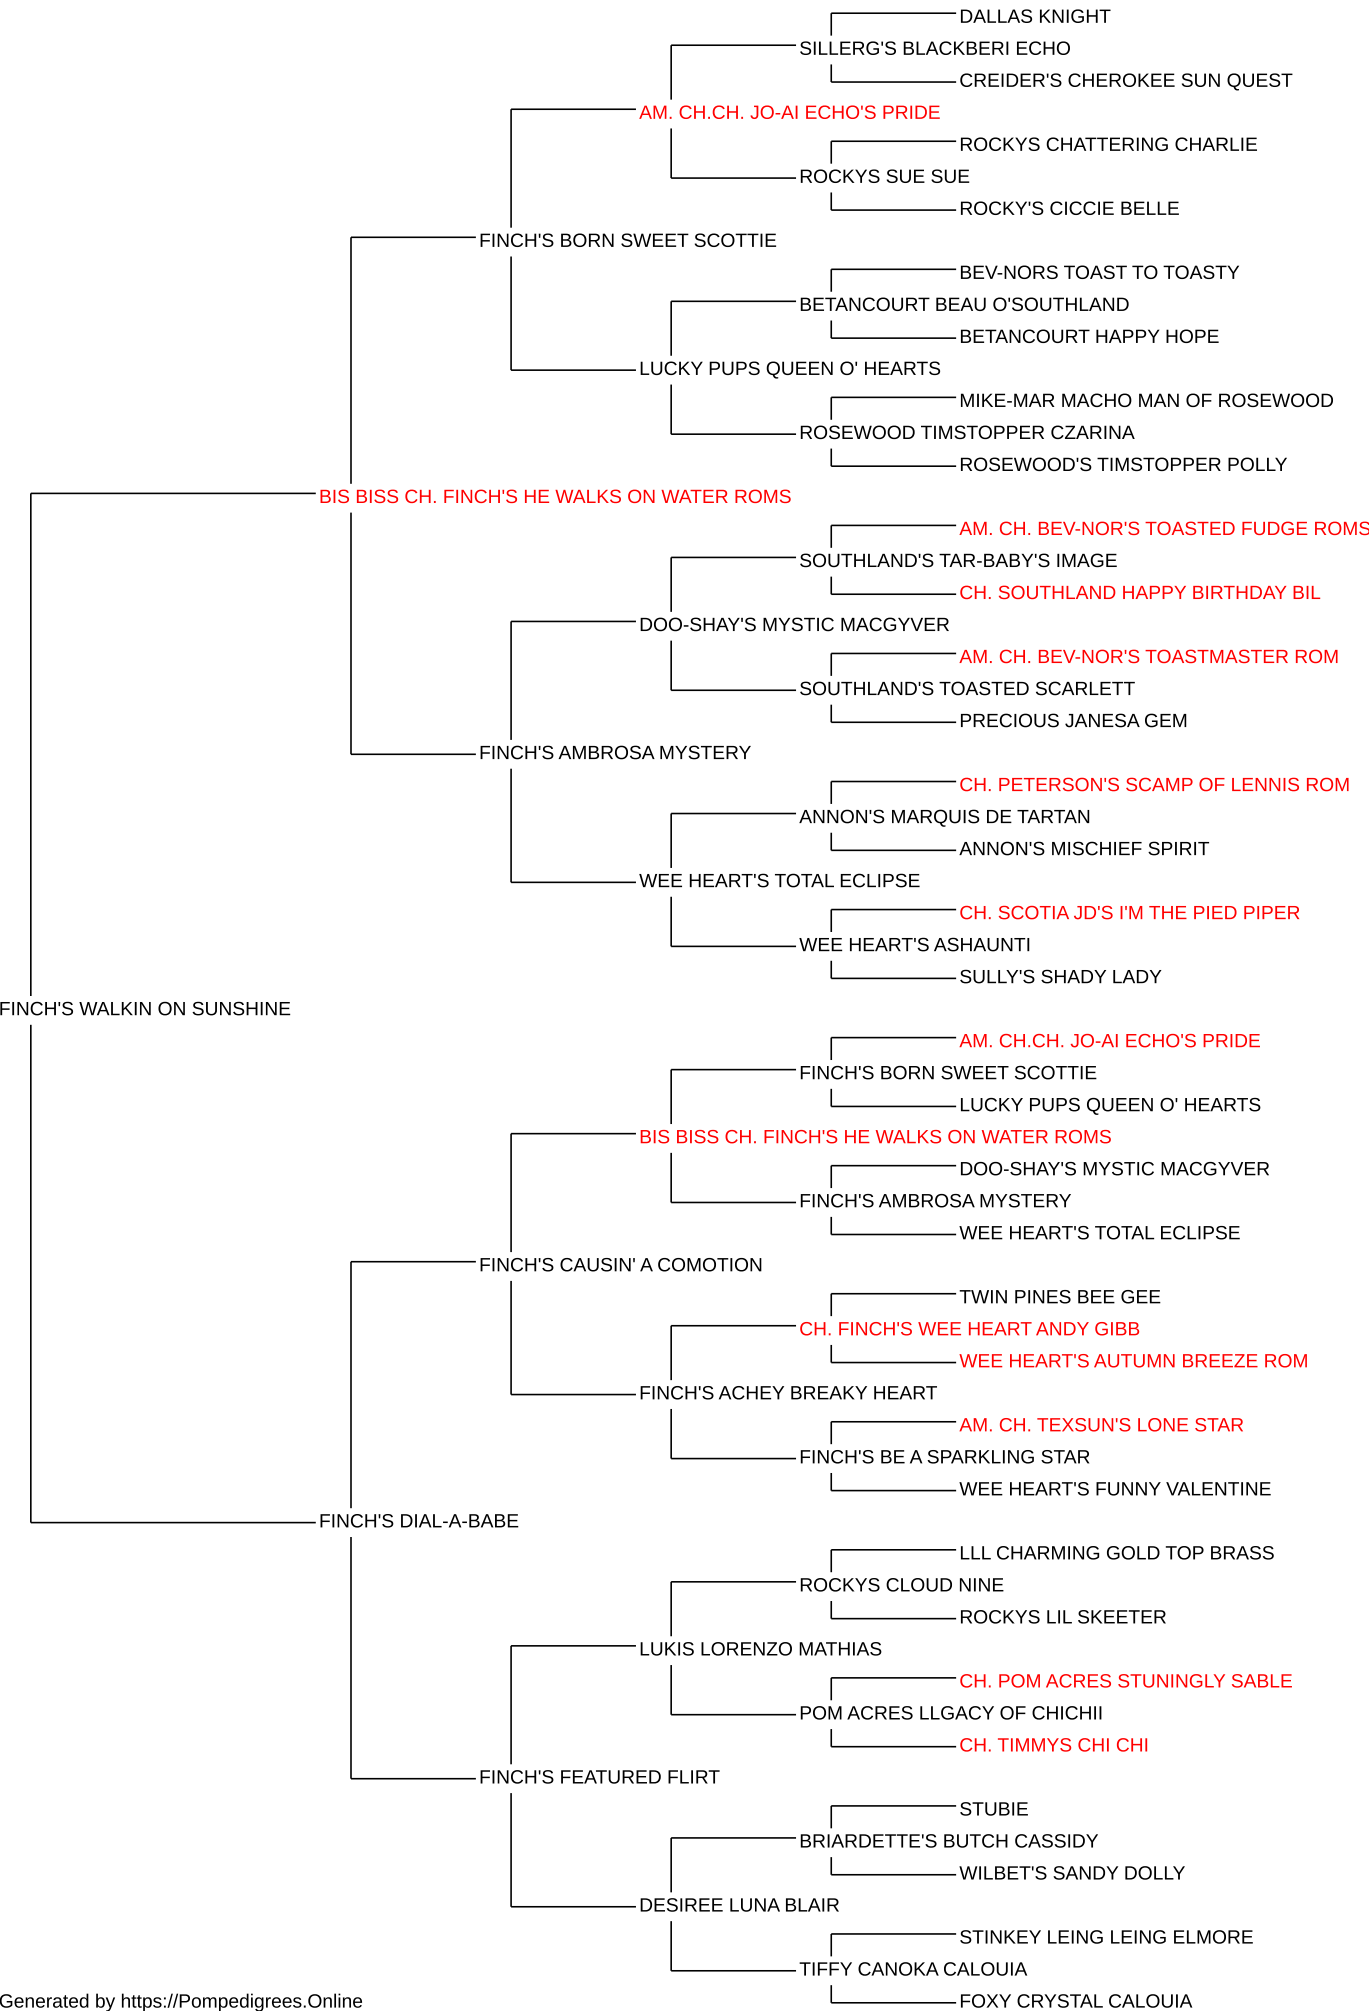 DALLAS KNIGHT
SILLERG'S BLACKBERI ECHO
CREIDER'S CHEROKEE SUN QUEST
AM. CH.CH. JO-AI ECHO'S PRIDE
ROCKYS CHATTERING CHARLIE
ROCKYS SUE SUE
ROCKY'S CICCIE BELLE
FINCH'S BORN SWEET SCOTTIE
BEV-NORS TOAST TO TOASTY
BETANCOURT BEAU O'SOUTHLAND
BETANCOURT HAPPY HOPE
LUCKY PUPS QUEEN O' HEARTS
MIKE-MAR MACHO MAN OF ROSEWOOD
ROSEWOOD TIMSTOPPER CZARINA
ROSEWOOD'S TIMSTOPPER POLLY
BIS BISS CH. FINCH'S HE WALKS ON WATER ROMS
AM. CH. BEV-NOR'S TOASTED FUDGE ROMS
SOUTHLAND'S TAR-BABY'S IMAGE
CH. SOUTHLAND HAPPY BIRTHDAY BIL
DOO-SHAY'S MYSTIC MACGYVER
AM. CH. BEV-NOR'S TOASTMASTER ROM
SOUTHLAND'S TOASTED SCARLETT
PRECIOUS JANESA GEM
FINCH'S AMBROSA MYSTERY
CH. PETERSON'S SCAMP OF LENNIS ROM
ANNON'S MARQUIS DE TARTAN
ANNON'S MISCHIEF SPIRIT
WEE HEART'S TOTAL ECLIPSE
CH. SCOTIA JD'S I'M THE PIED PIPER
WEE HEART'S ASHAUNTI
SULLY'S SHADY LADY
FINCH'S WALKIN ON SUNSHINE
AM. CH.CH. JO-AI ECHO'S PRIDE
FINCH'S BORN SWEET SCOTTIE
LUCKY PUPS QUEEN O' HEARTS
BIS BISS CH. FINCH'S HE WALKS ON WATER ROMS
DOO-SHAY'S MYSTIC MACGYVER
FINCH'S AMBROSA MYSTERY
WEE HEART'S TOTAL ECLIPSE
FINCH'S CAUSIN' A COMOTION
TWIN PINES BEE GEE
CH. FINCH'S WEE HEART ANDY GIBB
WEE HEART'S AUTUMN BREEZE ROM
FINCH'S ACHEY BREAKY HEART
AM. CH. TEXSUN'S LONE STAR
FINCH'S BE A SPARKLING STAR
WEE HEART'S FUNNY VALENTINE
FINCH'S DIAL-A-BABE
LLL CHARMING GOLD TOP BRASS
ROCKYS CLOUD NINE
ROCKYS LIL SKEETER
LUKIS LORENZO MATHIAS
CH. POM ACRES STUNINGLY SABLE
POM ACRES LLGACY OF CHICHII
CH. TIMMYS CHI CHI
FINCH'S FEATURED FLIRT
STUBIE
BRIARDETTE'S BUTCH CASSIDY
WILBET'S SANDY DOLLY
DESIREE LUNA BLAIR
STINKEY LEING LEING ELMORE
TIFFY CANOKA CALOUIA
FOXY CRYSTAL CALOUIA
Generated by https://Pompedigrees.Online